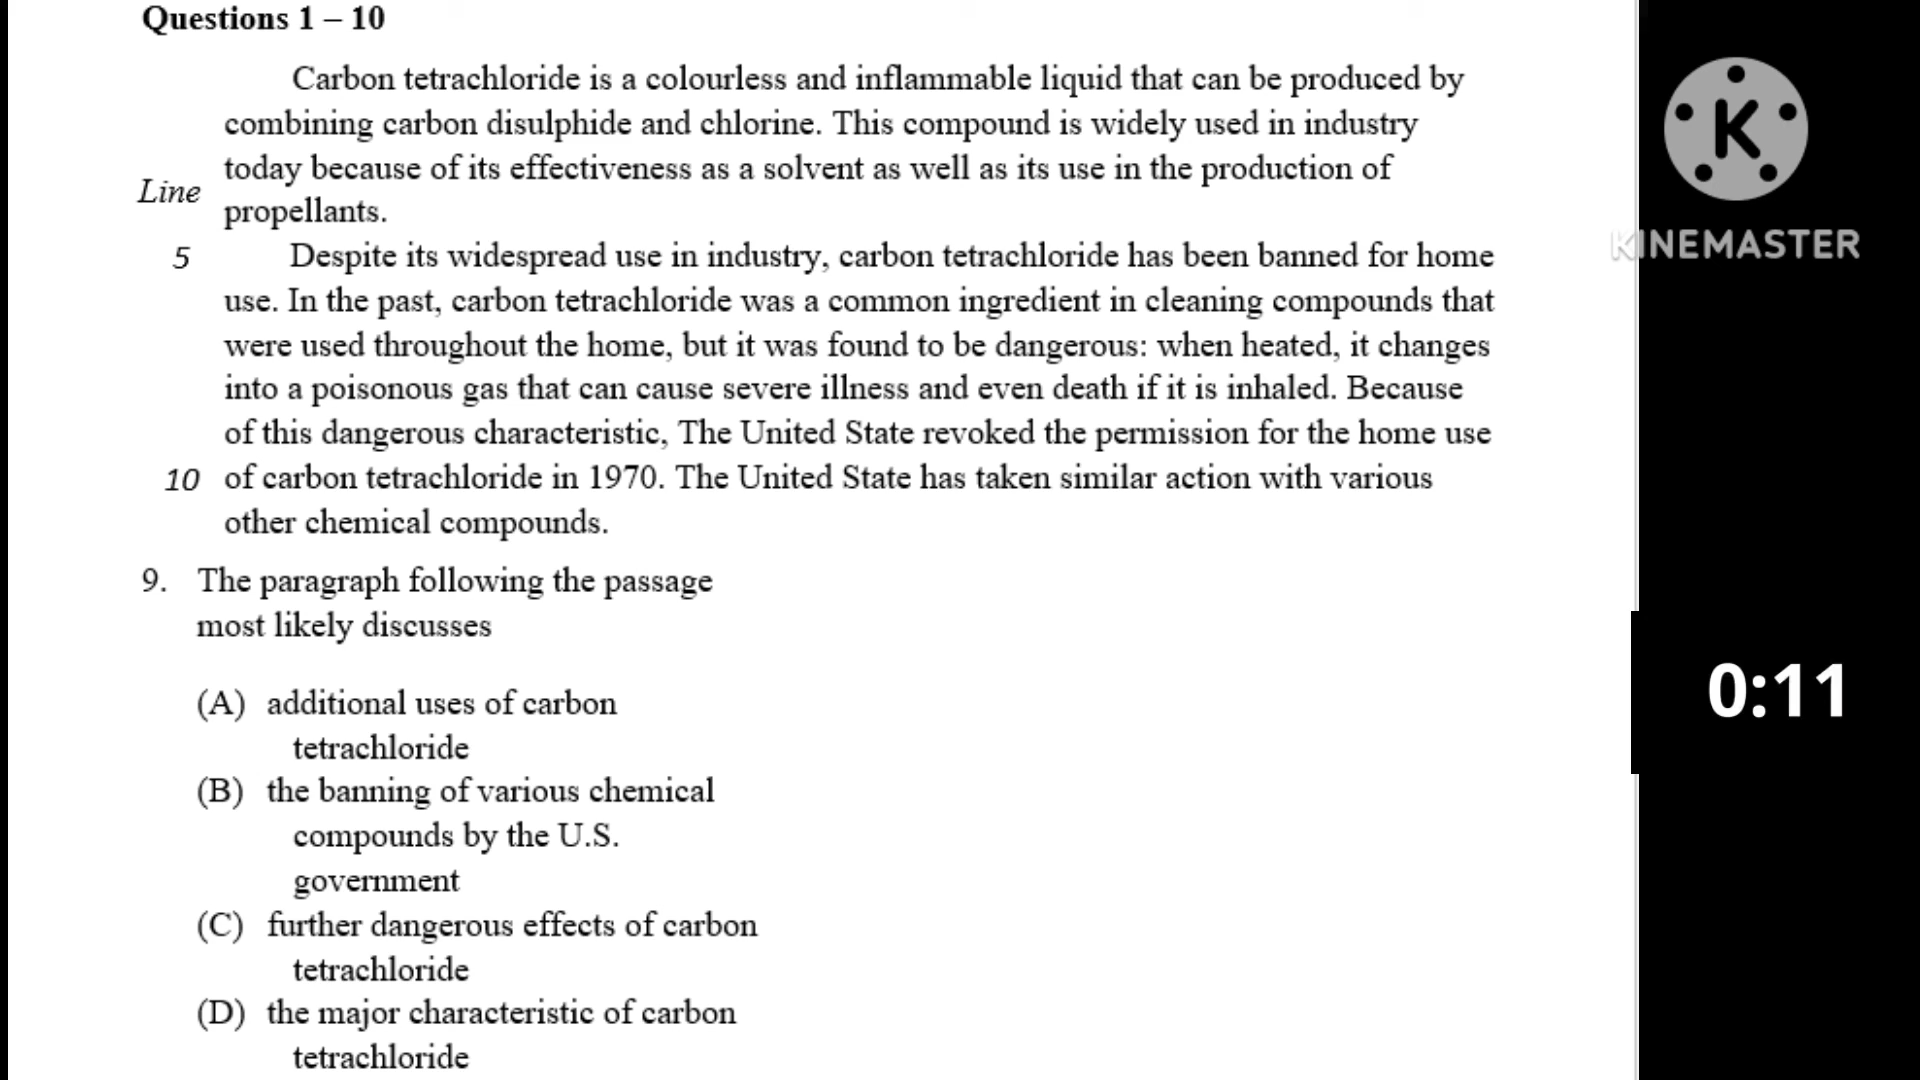 Questions 1 – 10
Carbon tetrachloride is a colourless and inflammable liquid that can be produced by
combining carbon disulphide and chlorine. This compound is widely used in industry
today because of its effectiveness as a solvent as well as its use in the production of
Line
propellants.
5 Despite its widespread use in industry, carbon tetrachloride has been banned for home
use. In the past, carbon tetrachloride was a common ingredient in cleaning compounds that
were used throughout the home, but it was found to be dangerous: when heated, it changes
into a poisonous gas that can cause severe illness and even death if it is inhaled. Because
of this dangerous characteristic, The United State revoked the permission for the home use
10 of carbon tetrachloride in 1970. The United State has taken similar action with various
other chemical compounds.
9. The paragraph following the passage
most likely discusses
(A) additional uses of carbon
tetrachloride
(B) the banning of various chemical
compounds by the U.S.
government
(C) further dangerous effects of carbon
tetrachloride
(D) the major characteristic of carbon
tetrachloride
K
KINEMASTER
0:11